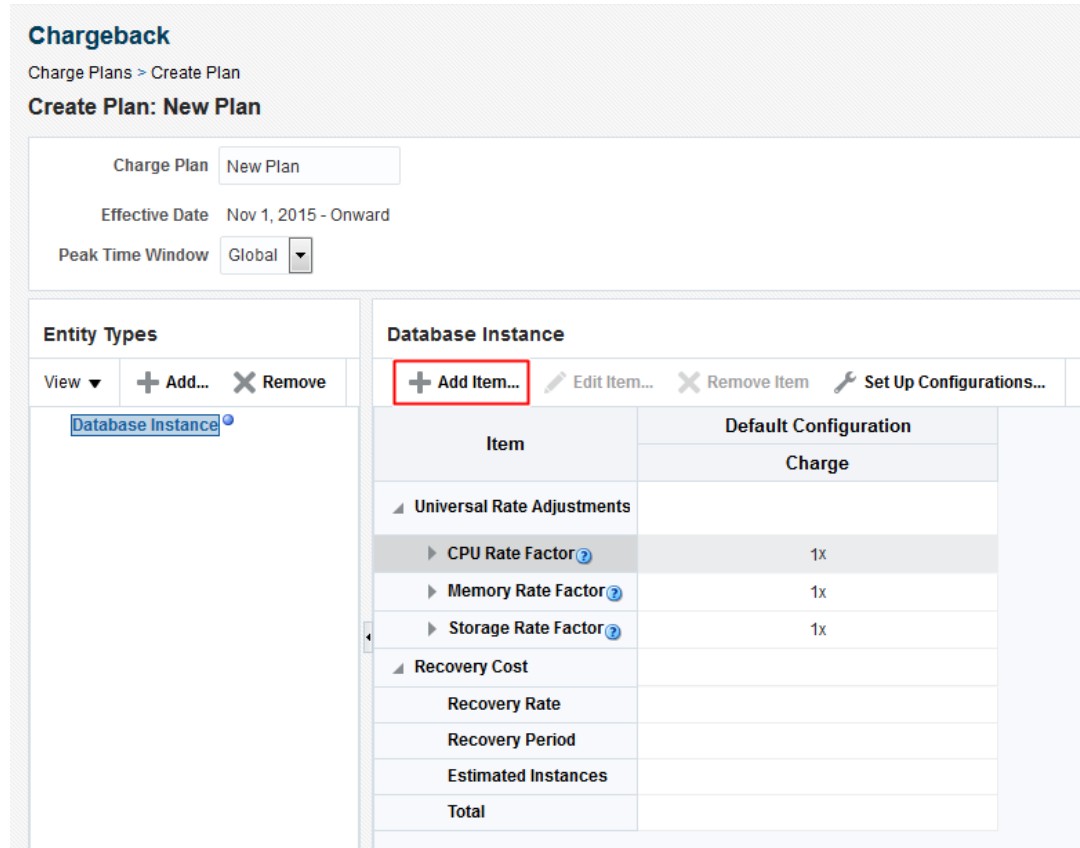 Chargeback
Charge Plans > Create Plan
Create Plan: New Plan
Charge Plan New Plan
Effective Date Nov 1, 2015 - Onward
Peak Time Window Global
Entity Types
View Add... Remove
Database Instance
Database Instance
Add Item... Edit Item... Remove Item Set Up Configurations...
Item
Default Configuration
Charge
Universal Rate Adjustments
CPU Rate Factor ? 1x
Memory Rate Factor ? 1x
Storage Rate Factor ? 1x
Recovery Cost
Recovery Rate
Recovery Period
Estimated Instances
Total